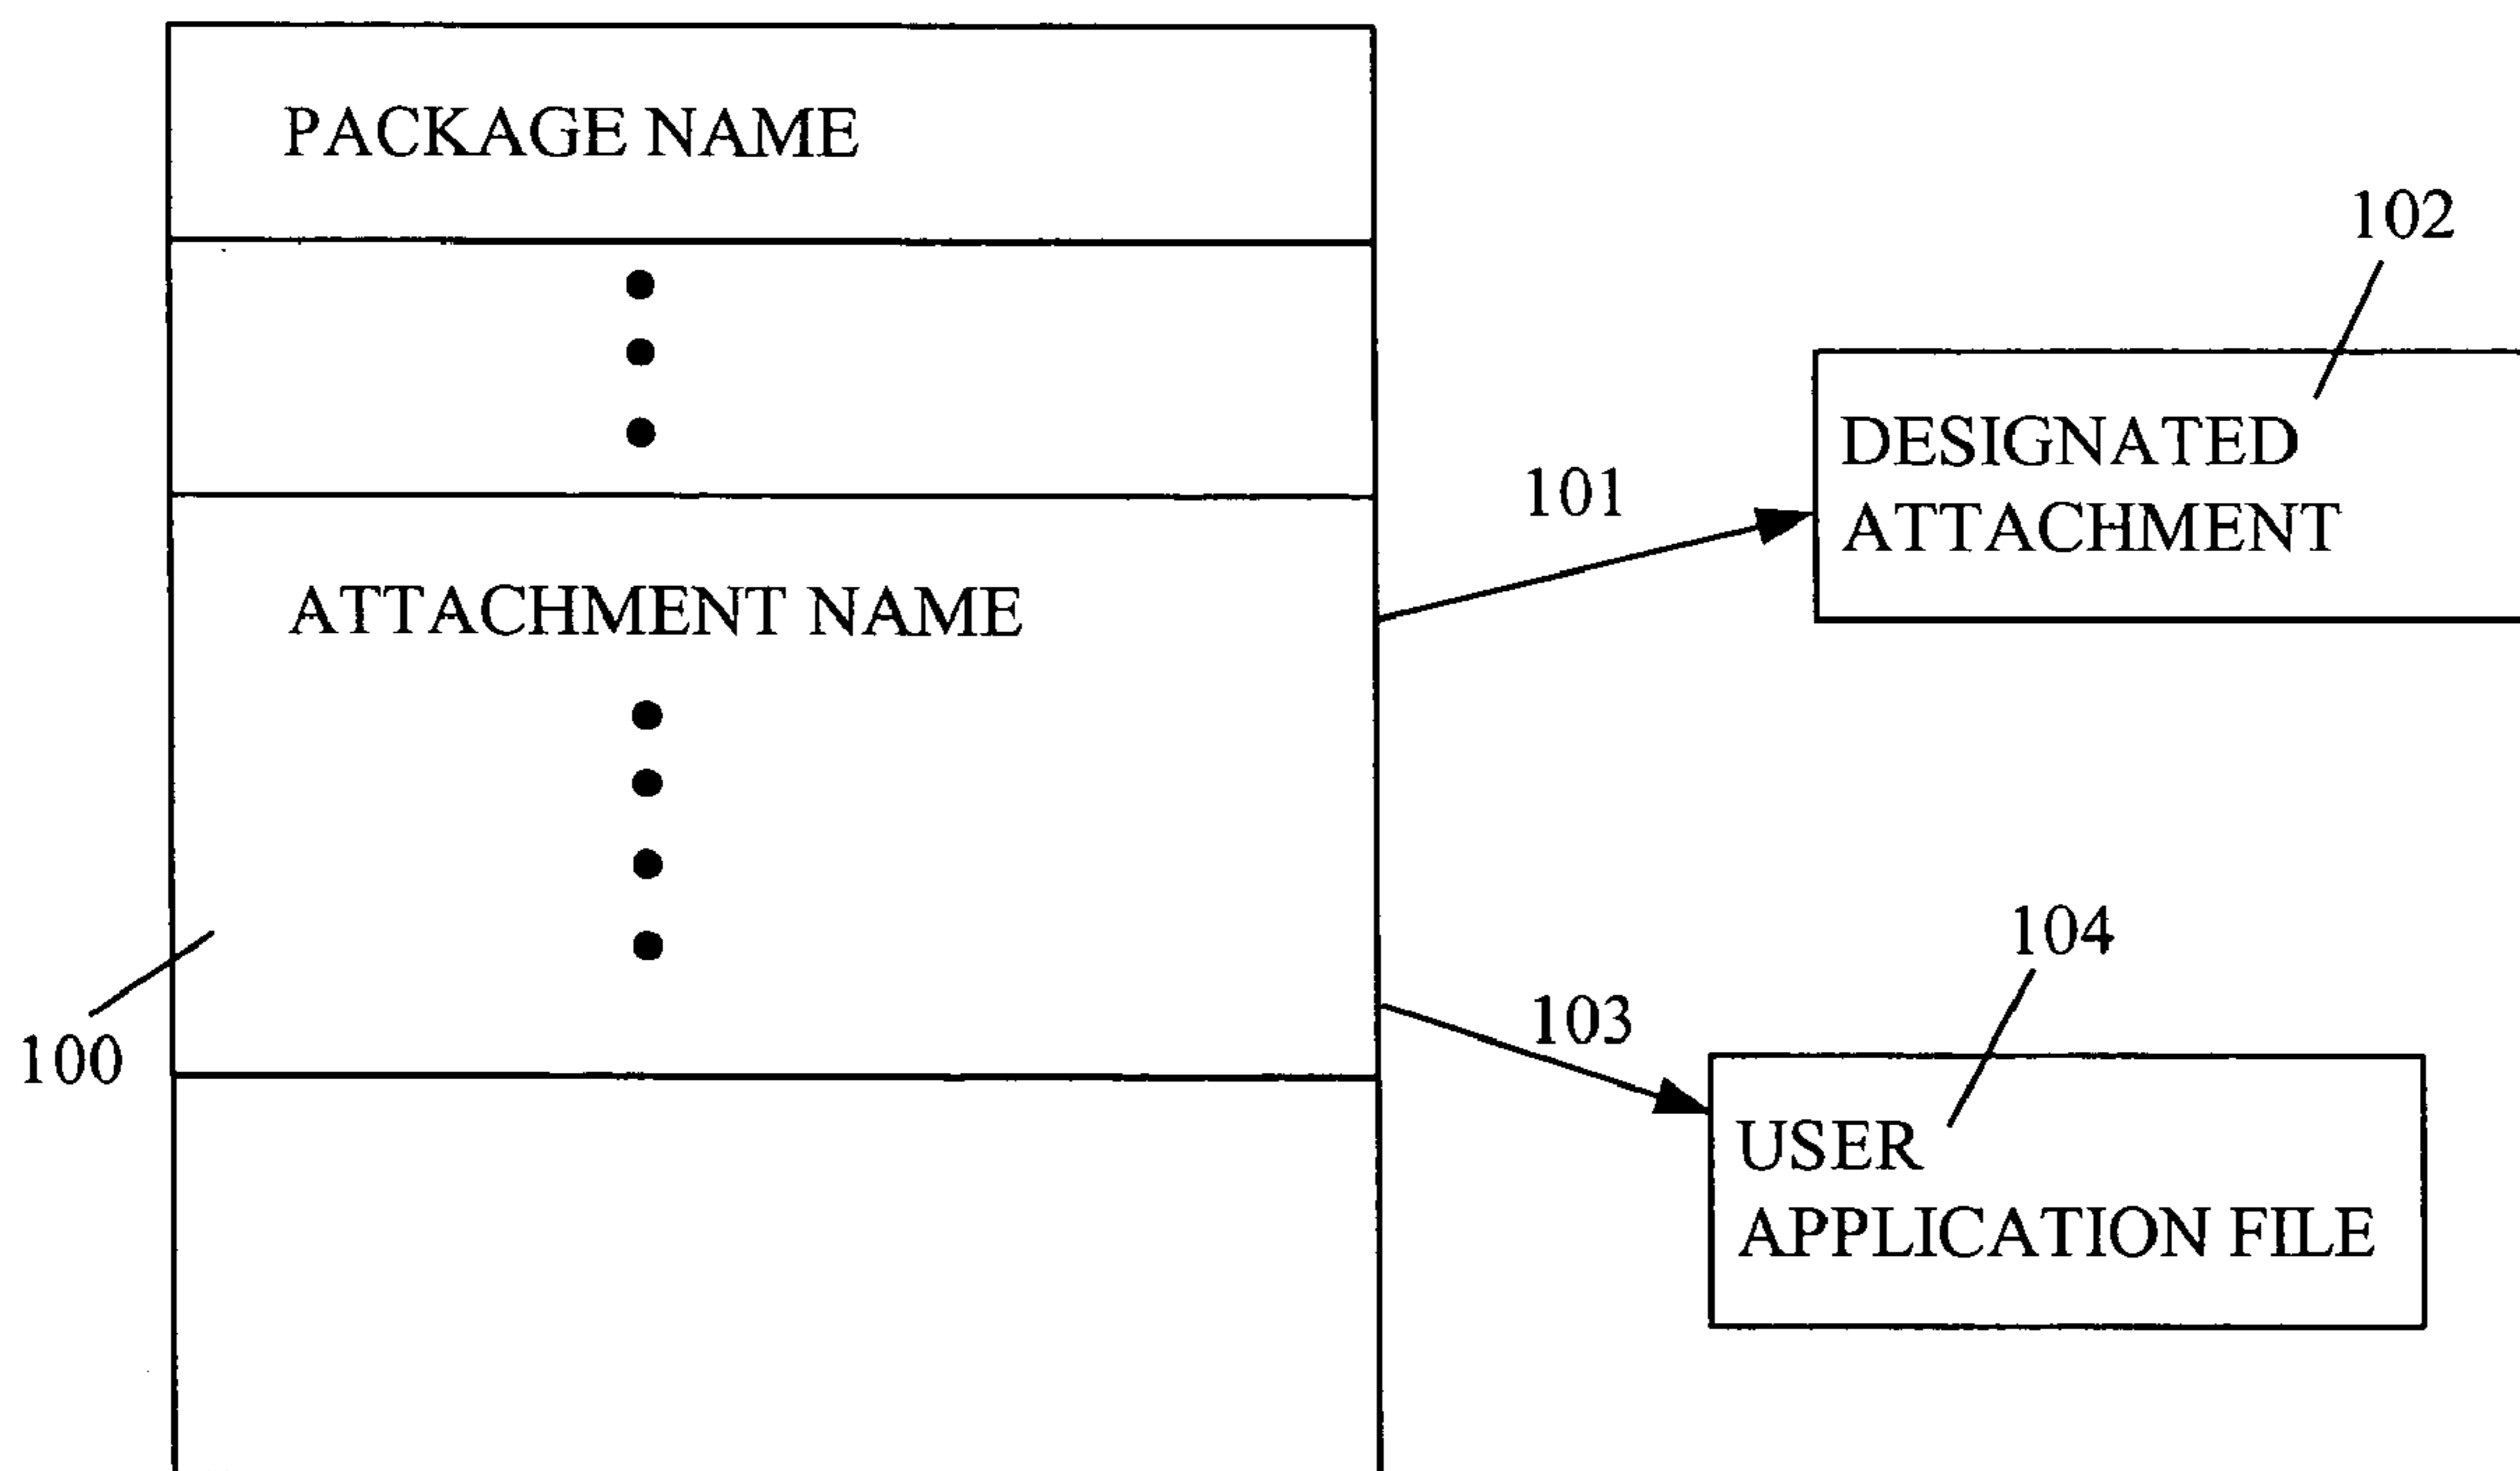 PACKAGE NAME
102
DESIGNATED
ATTACHMENT
101
ATTACHMENT NAME
104
103
100
USER
APPLICATION FILE